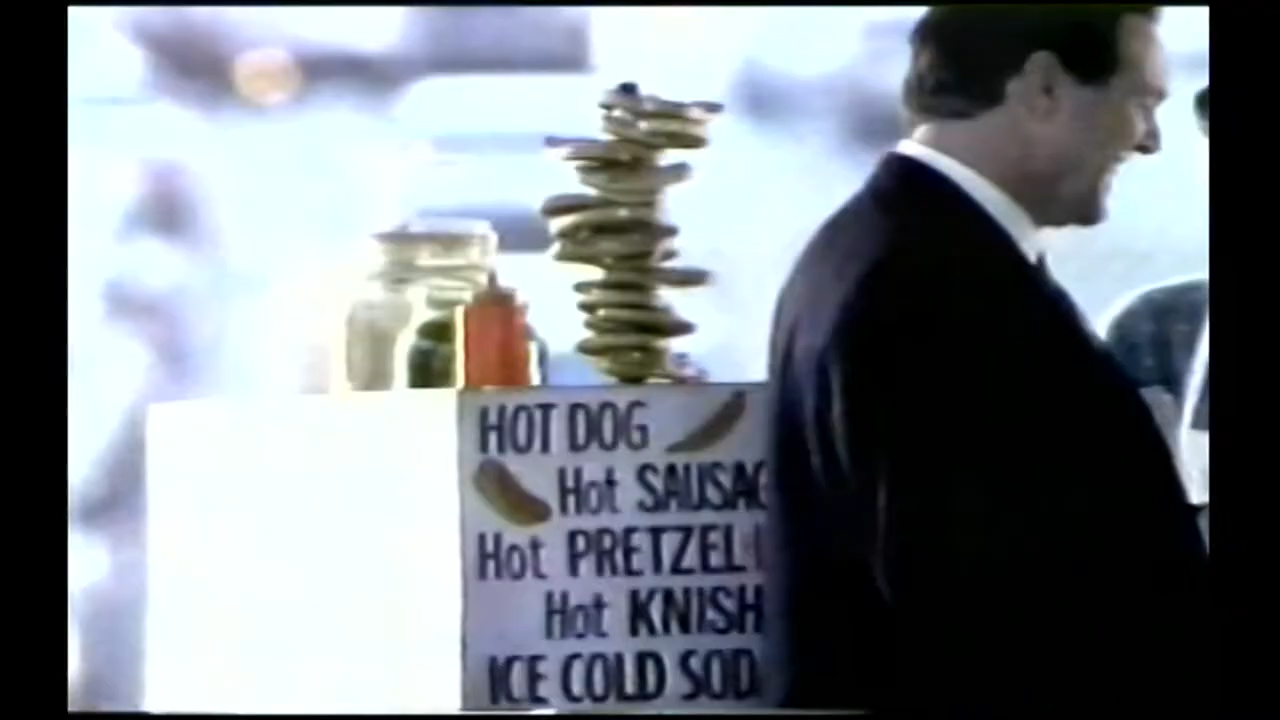 HOT DOG
Hot SAUSAG
Hot PRETZEL
Hot KNISH
ICE COLD SOD